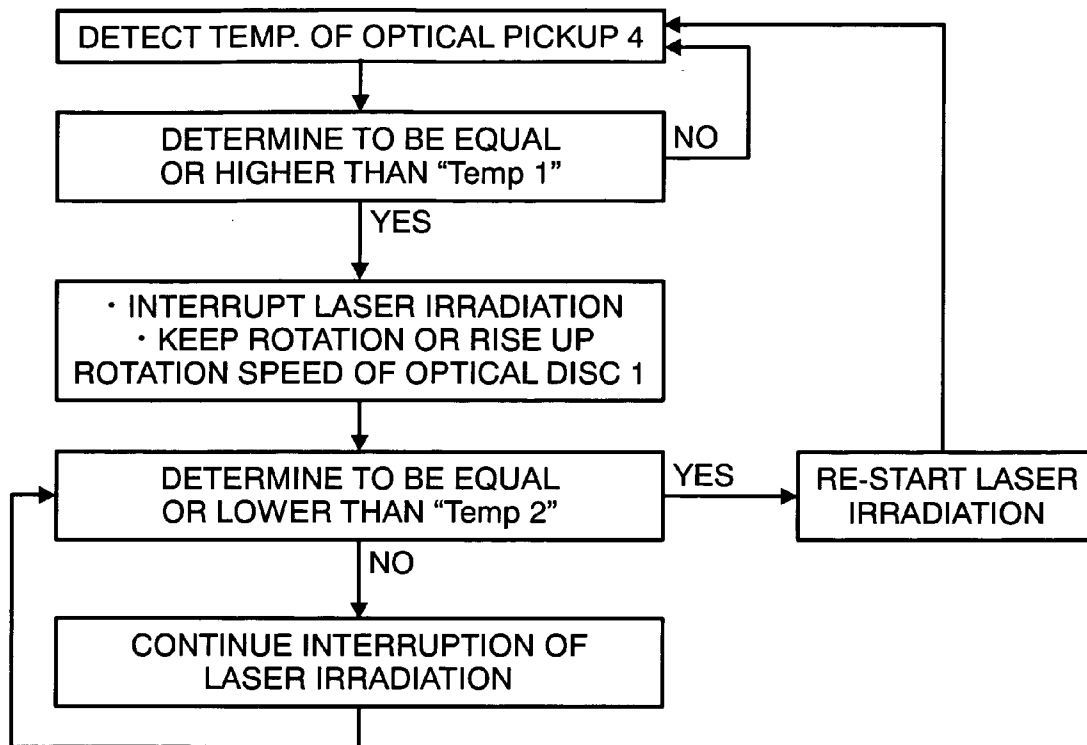 DETECT TEMP. OF OPTICAL PICKUP 4
DETERMINE TO BE EQUAL
OR HIGHER THAN “Temp 1”
NO
YES
・INTERRUPT LASER IRRADIATION
・KEEP ROTATION OR RISE UP
ROTATION SPEED OF OPTICAL DISC 1
DETERMINE TO BE EQUAL
OR LOWER THAN “Temp 2”
YES
RE-START LASER
IRRADIATION
NO
CONTINUE INTERRUPTION OF
LASER IRRADIATION